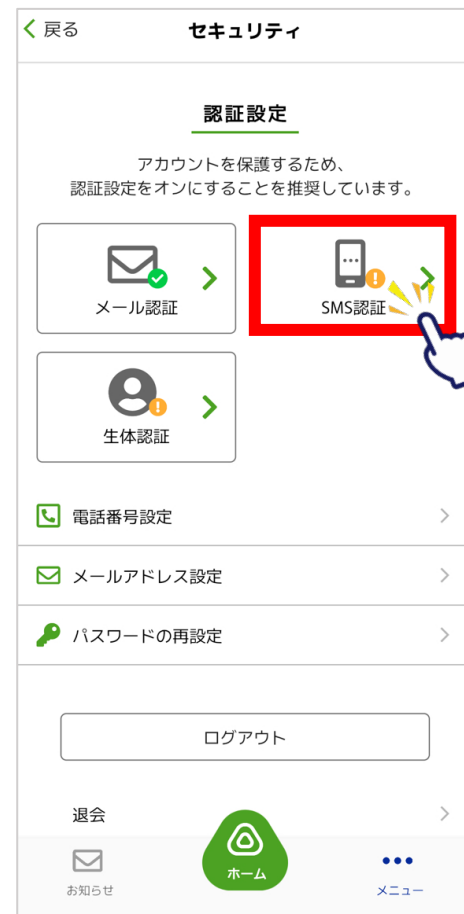 戻る
セキュリティ
認証設定
アカウントを保護するため、
認証設定をオンにすることを推奨しています。
メール認証
SMS認証
生体認証
電話番号設定
メールアドレス設定
パスワードの再設定
ログアウト
退会
お知らせ
ホーム
メニュー